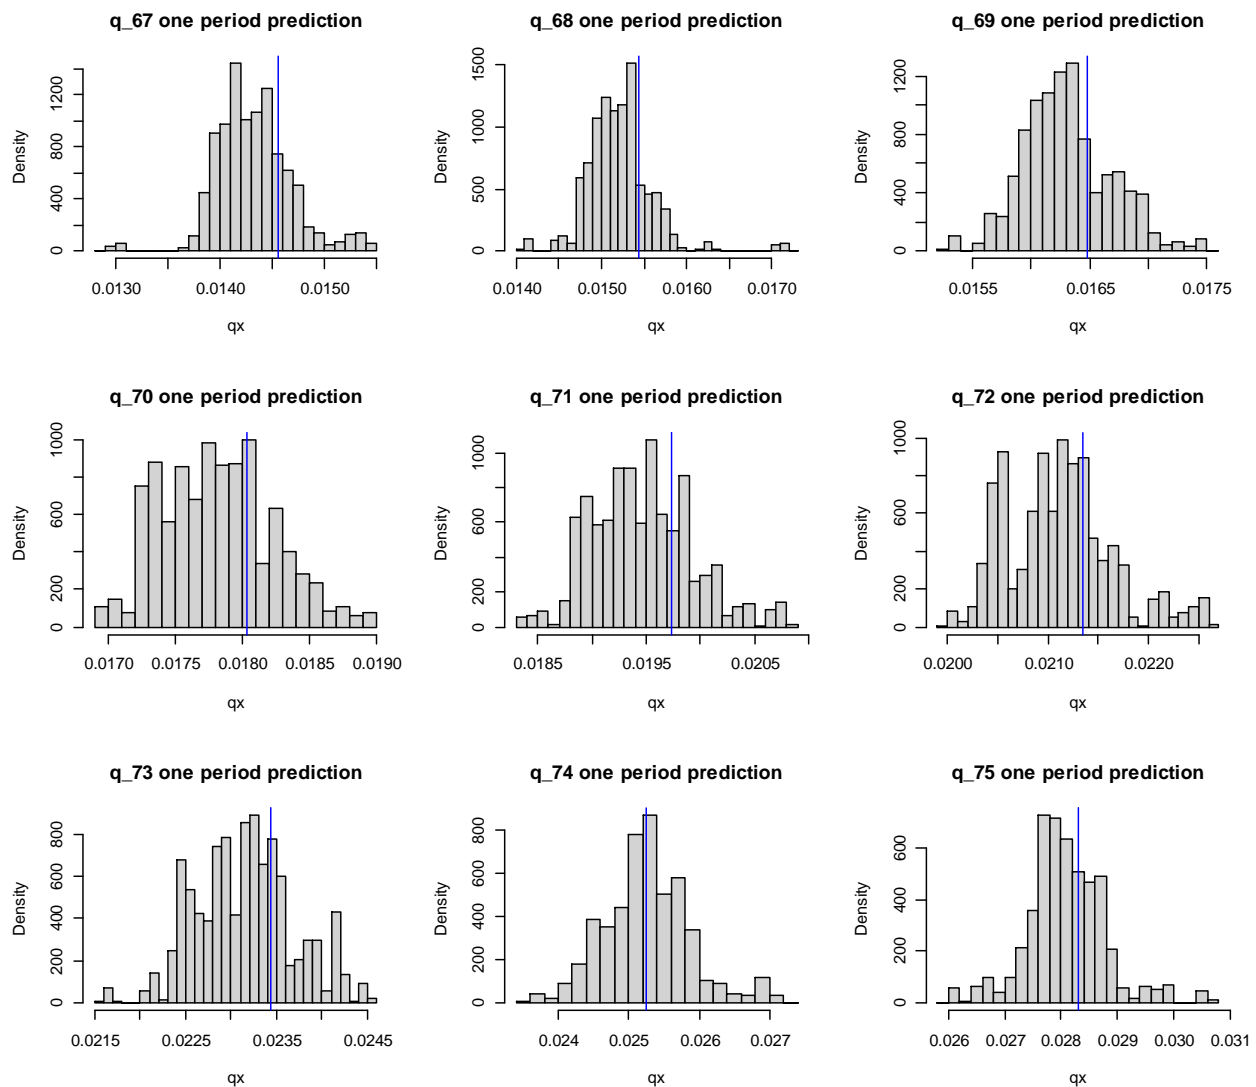 q_67 one period prediction
Density
0 400 800 1200
0.0130 0.0140 0.0150
qx
q_68 one period prediction
Density
0 500 1000 1500
0.0140 0.0150 0.0160 0.0170
qx
q_69 one period prediction
Density
0 400 800 1200
0.0155 0.0165 0.0175
qx
q_70 one period prediction
Density
0 200 600 1000
0.0170 0.0175 0.0180 0.0185 0.0190
qx
q_71 one period prediction
Density
0 200 600 1000
0.0185 0.0195 0.0205
qx
q_72 one period prediction
Density
0 200 600 1000
0.0200 0.0210 0.0220
qx
q_73 one period prediction
Density
0 200 400 600 800
0.0215 0.0225 0.0235 0.0245
qx
q_74 one period prediction
Density
0 200 400 600 800
0.024 0.025 0.026 0.027
qx
q_75 one period prediction
Density
0 200 400 600
0.026 0.027 0.028 0.029 0.030 0.031
qx